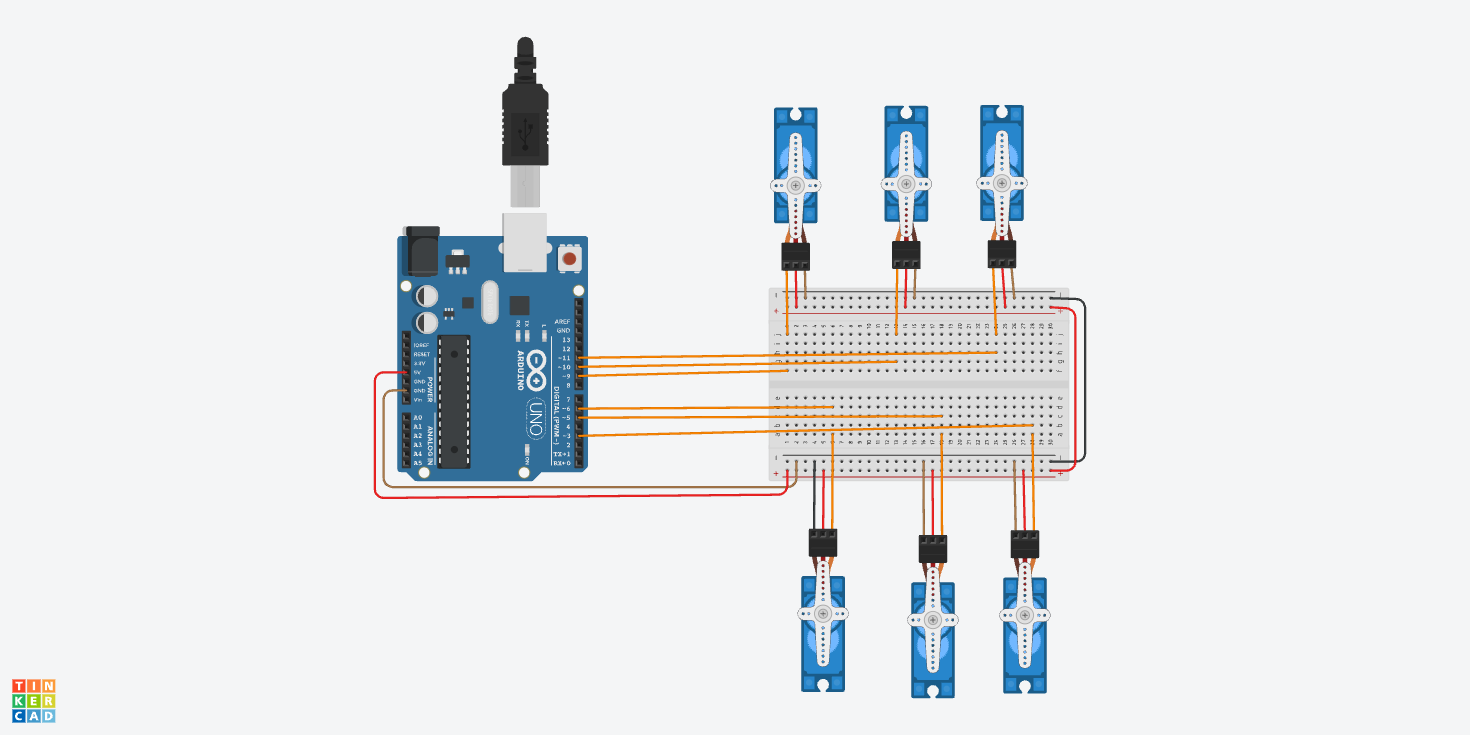 AREF
GND
13
12
~11
~10
~9
8
7
~6
~5
4
~3
2
TX→1
RX←0
IOREF
RESET
3.3V
5V
GND
GND
Vin
A0
A1
A2
A3
A4
A5
POWER
ANALOG IN
RX
TX
L
ARDUINO
UNO
DIGITAL (PWM~)
ON
j
i
h
g
f
e
d
c
b
a
TIN
KER
CAD